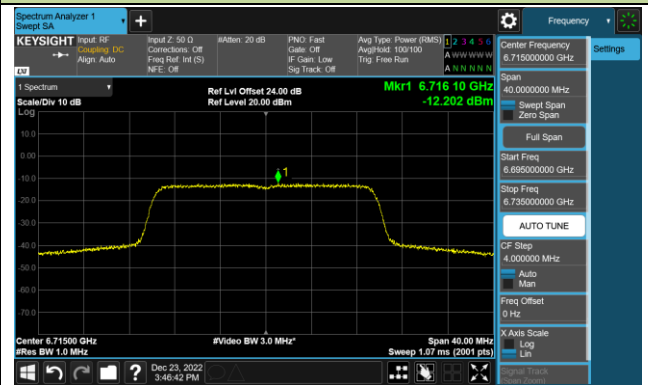 Spectrum Analyzer 1
Swept SA
+
Frequency
KEYSIGHT
Input: RF
Coupling: DC
Align: Auto
Input Z: 50 Ω
Corrections: Off
Freq Ref: Int (S)
NFE: Off
#Atten: 20 dB
PNO: Fast
Gate: Off
IF Gain: Low
Sig Track: Off
Avg Type: Power (RMS)
Avg|Hold: 100/100
Trig: Free Run
1 2 3 4 5 6
A W W W W W
A N N N N N
LXI
1 Spectrum
Scale/Div 10 dB
Log
Ref Lvl Offset 24.00 dB
Ref Level 20.00 dBm
Mkr1 6.716 10 GHz
-12.202 dBm
10.0
0.00
-10.0
-20.0
-30.0
-40.0
-50.0
-60.0
-70.0
1
Center 6.71500 GHz
#Res BW 1.0 MHz
#Video BW 3.0 MHz*
Span 40.00 MHz
Sweep 1.07 ms (2001 pts)
Center Frequency
6.715000000 GHz
Span
40.0000000 MHz
Swept Span
Zero Span
Full Span
Start Freq
6.695000000 GHz
Stop Freq
6.735000000 GHz
AUTO TUNE
CF Step
4.000000 MHz
Auto
Man
Freq Offset
0 Hz
X Axis Scale
Log
Lin
Signal Track
(Span Zoom)
Settings
?
Dec 23, 2022
3:46:42 PM